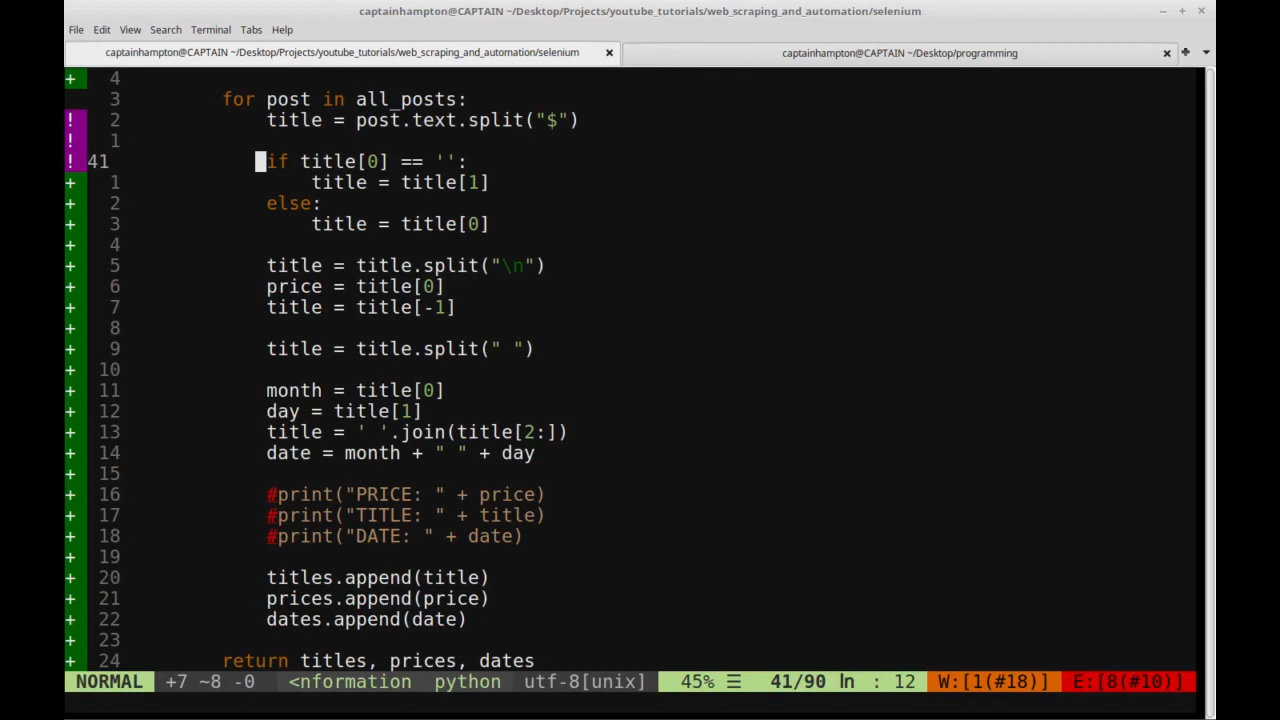 captainhampton@CAPTAIN ~/Desktop/Projects/youtube_tutorials/web_scraping_and_automation/selenium
File Edit View Search Terminal Tabs Help
captainhampton@CAPTAIN ~/Desktop/Projects/youtube_tutorials/web_scraping_and_automation/selenium × captainhampton@CAPTAIN ~/Desktop/programming ×
+ 4
3 for post in all_posts:
! 2 title = post.text.split("$")
! 1
! 41 if title[0] == '':
+ 1 title = title[1]
+ 2 else:
+ 3 title = title[0]
+ 4
+ 5 title = title.split("\n")
+ 6 price = title[0]
+ 7 title = title[-1]
+ 8
+ 9 title = title.split(" ")
+ 10
+ 11 month = title[0]
+ 12 day = title[1]
+ 13 title = ' '.join(title[2:])
+ 14 date = month + " " + day
+ 15
+ 16 #print("PRICE: " + price)
+ 17 #print("TITLE: " + title)
+ 18 #print("DATE: " + date)
+ 19
+ 20 titles.append(title)
+ 21 prices.append(price)
+ 22 dates.append(date)
+ 23
+ 24 return titles, prices, dates
NORMAL +7 ~8 -0 <nformation python utf-8[unix] 45% ☰ 41/90 ln : 12 W:[1(#18)] E:[8(#10)]